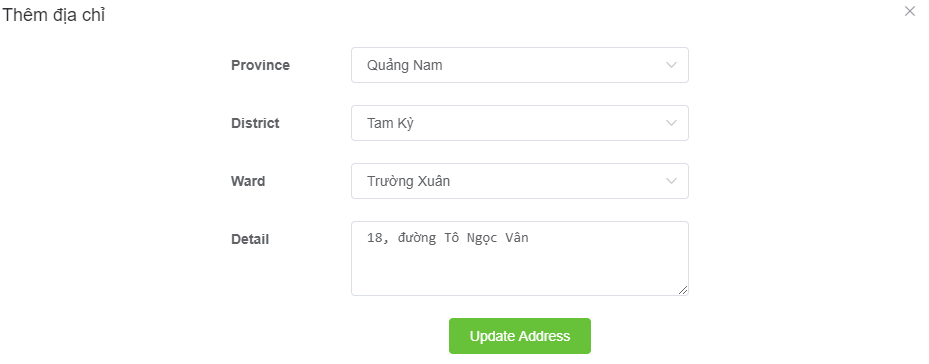 Thêm địa chỉ
Province
Quảng Nam
District
Tam Kỳ
Ward
Trường Xuân
Detail
18, đường Tô Ngọc Vân
Update Address